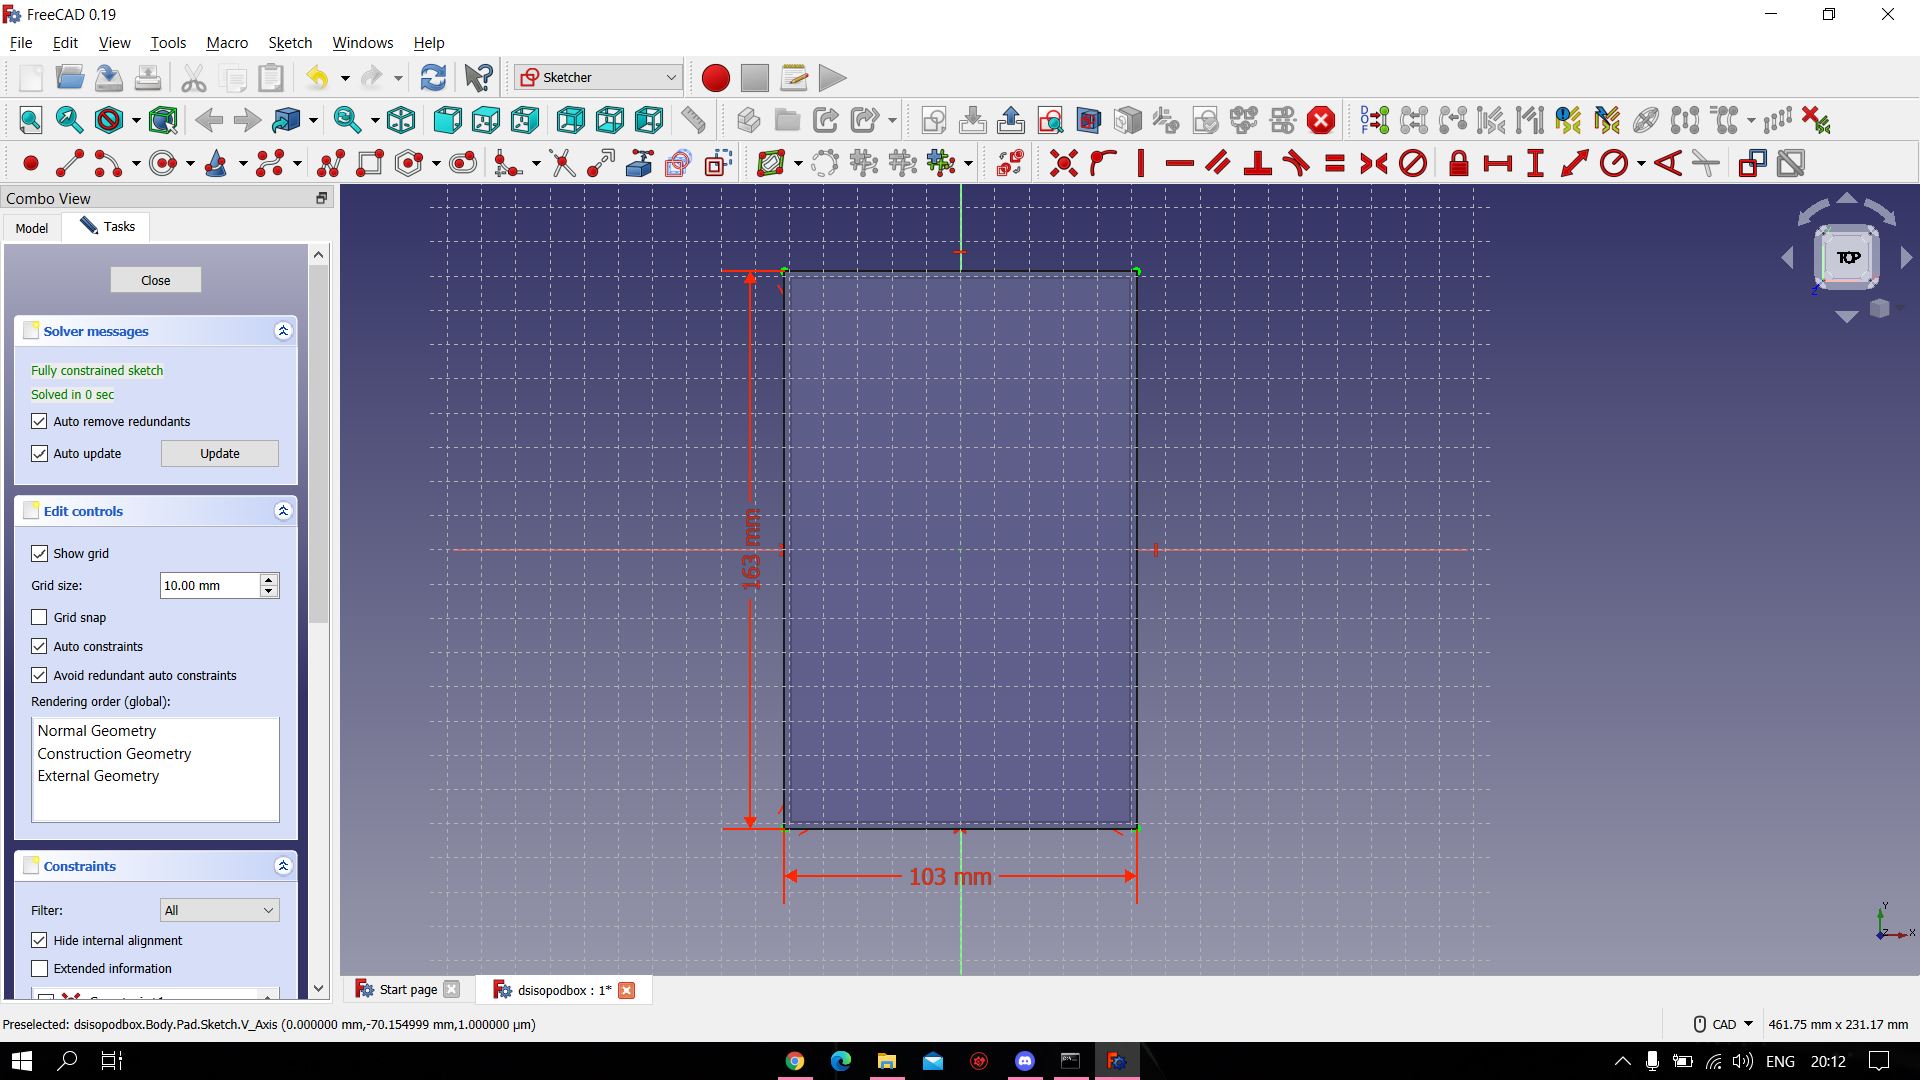 FreeCAD 0.19
File Edit View Tools Macro Sketch Windows Help
Sketcher
Combo View
Model Tasks
Close
Solver messages
Fully constrained sketch
Solved in 0 sec
Auto remove redundants
Auto update Update
Edit controls
Show grid
Grid size: 10.00 mm
Grid snap
Auto constraints
Avoid redundant auto constraints
Rendering order (global):
Normal Geometry
Construction Geometry
External Geometry
Constraints
Filter: All
Hide internal alignment
Extended information
163 mm
103 mm
TOP
Z
Y
Z X
Start page dsisopodbox : 1*
Preselected: dsisopodbox.Body.Pad.Sketch.V_Axis (0.000000 mm,-70.154999 mm,1.000000 µm)
CAD 461.75 mm x 231.17 mm
ENG 20:12